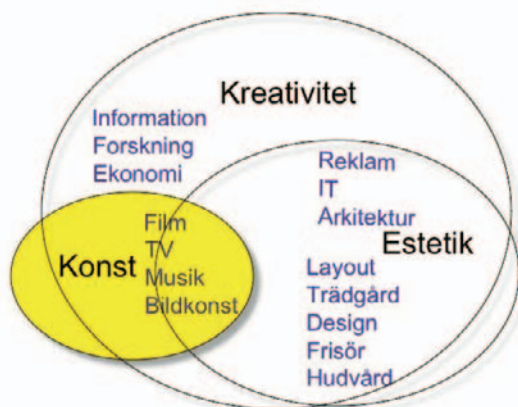 Kreativitet
Information
Forskning
Ekonomi
Reklam
IT
Arkitektur
Estetik
Film
TV
Konst
Musik
Bildkonst
Layout
Trädgård
Design
Frisör
Hudvård